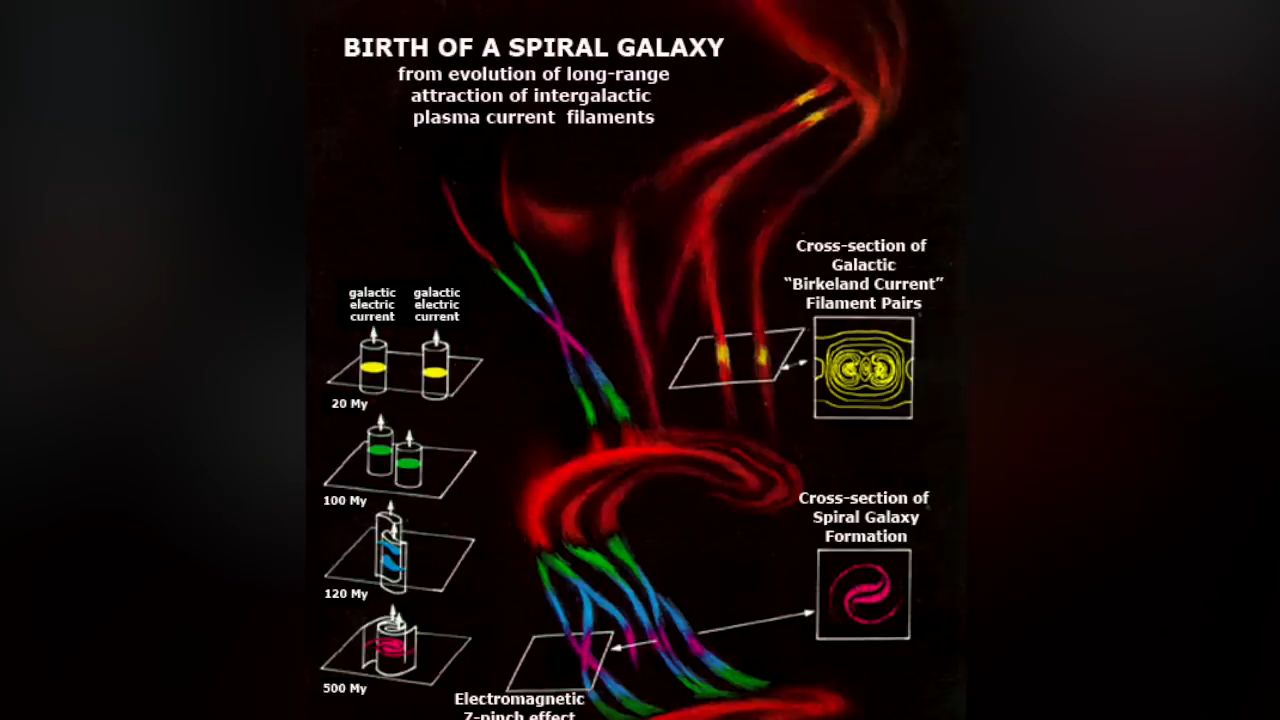 BIRTH OF A SPIRAL GALAXY
from evolution of long-range
attraction of intergalactic
plasma current filaments
Cross-section of
Galactic
“Birkeland Current”
Filament Pairs
galactic
electric
current
galactic
electric
current
20 My
100 My
120 My
500 My
Cross-section of
Spiral Galaxy
Formation
Electromagnetic
Z-pinch effect